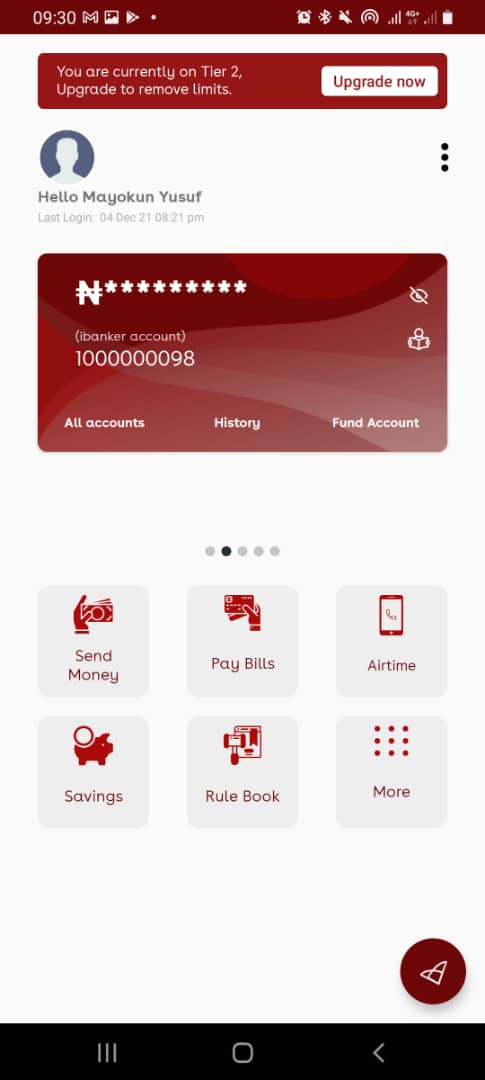 09:30
4G+
You are currently on Tier 2,
Upgrade to remove limits.
Upgrade now
Hello Mayokun Yusuf
Last Login: 04 Dec 21 08:21 pm
₦*********
(ibanker account)
1000000098
All accounts
History
Fund Account
Send
Money
Pay Bills
Airtime
Savings
Rule Book
More